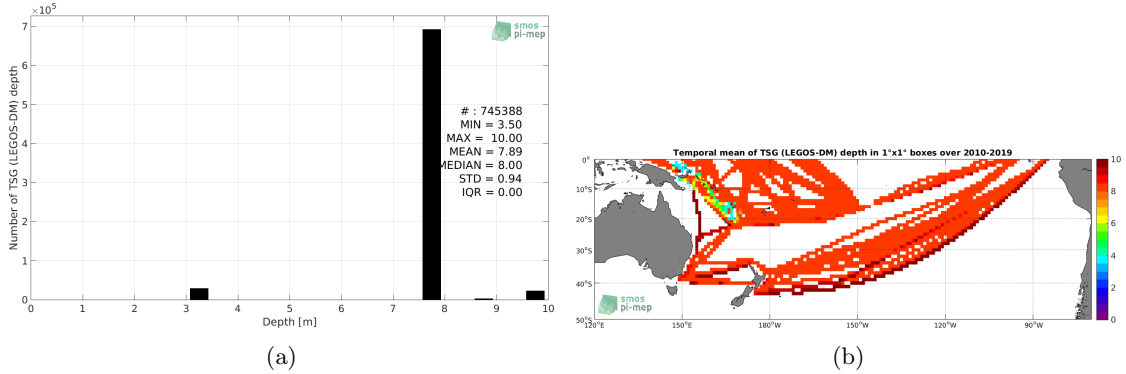 ×10⁵
7
6
5
4
3
2
1
0
Number of TSG (LEGOS-DM) depth
smos
pi-mep
# : 745388
MIN = 3.50
MAX = 10.00
MEAN = 7.89
MEDIAN = 8.00
STD = 0.94
IQR = 0.00
0 1 2 3 4 5 6 7 8 9 10
Depth [m]
(a)
Temporal mean of TSG (LEGOS-DM) depth in 1°x1° boxes over 2010-2019
0°
10°S
20°S
30°S
40°S
50°S
smos
pi-mep
120°E 150°E 180°W 150°W 120°W 90°W
10
8
6
4
2
0
(b)